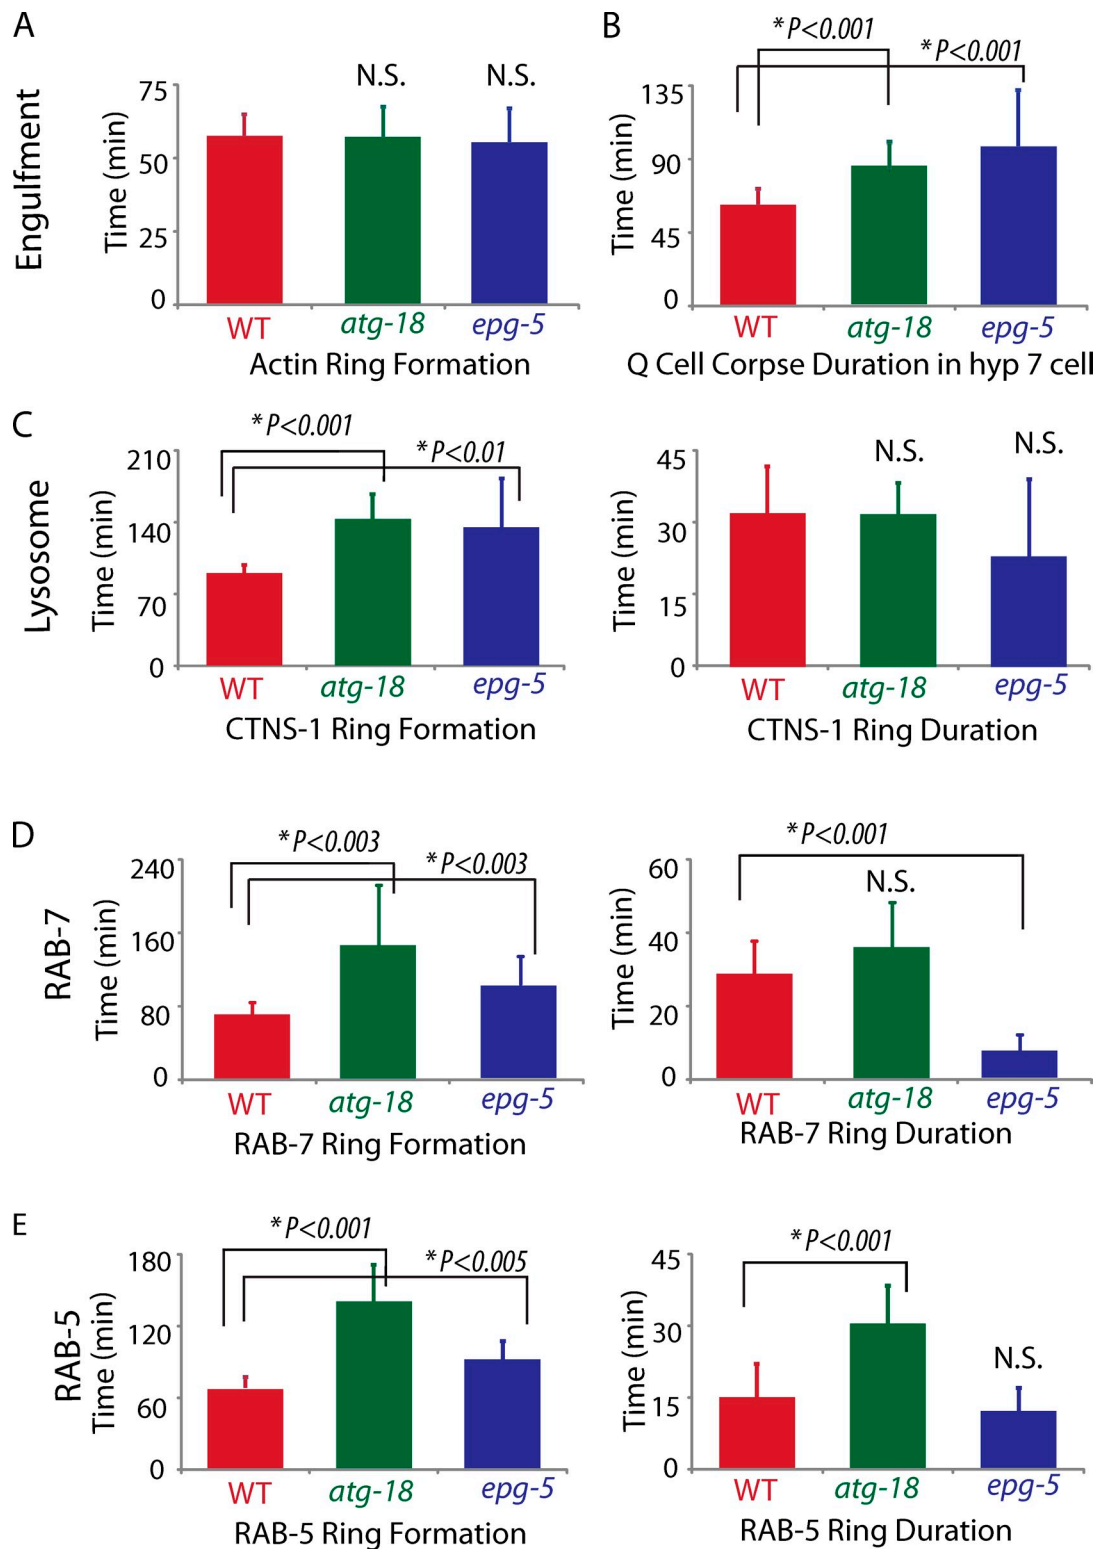 A
Engulfment
Time (min)
75
50
25
0
N.S.
N.S.
WT
atg-18
epg-5
Actin Ring Formation
B
* P<0.001
* P<0.001
Time (min)
135
90
45
0
WT
atg-18
epg-5
Q Cell Corpse Duration in hyp 7 cell
C
Lysosome
* P<0.001
* P<0.01
Time (min)
210
140
70
0
WT
atg-18
epg-5
CTNS-1 Ring Formation
N.S.
N.S.
Time (min)
45
30
15
0
WT
atg-18
epg-5
CTNS-1 Ring Duration
D
RAB-7
* P<0.003
* P<0.003
Time (min)
240
160
80
0
WT
atg-18
epg-5
RAB-7 Ring Formation
* P<0.001
N.S.
Time (min)
60
40
20
0
WT
atg-18
epg-5
RAB-7 Ring Duration
E
RAB-5
* P<0.001
* P<0.005
Time (min)
180
120
60
0
WT
atg-18
epg-5
RAB-5 Ring Formation
* P<0.001
N.S.
Time (min)
45
30
15
0
WT
atg-18
epg-5
RAB-5 Ring Duration